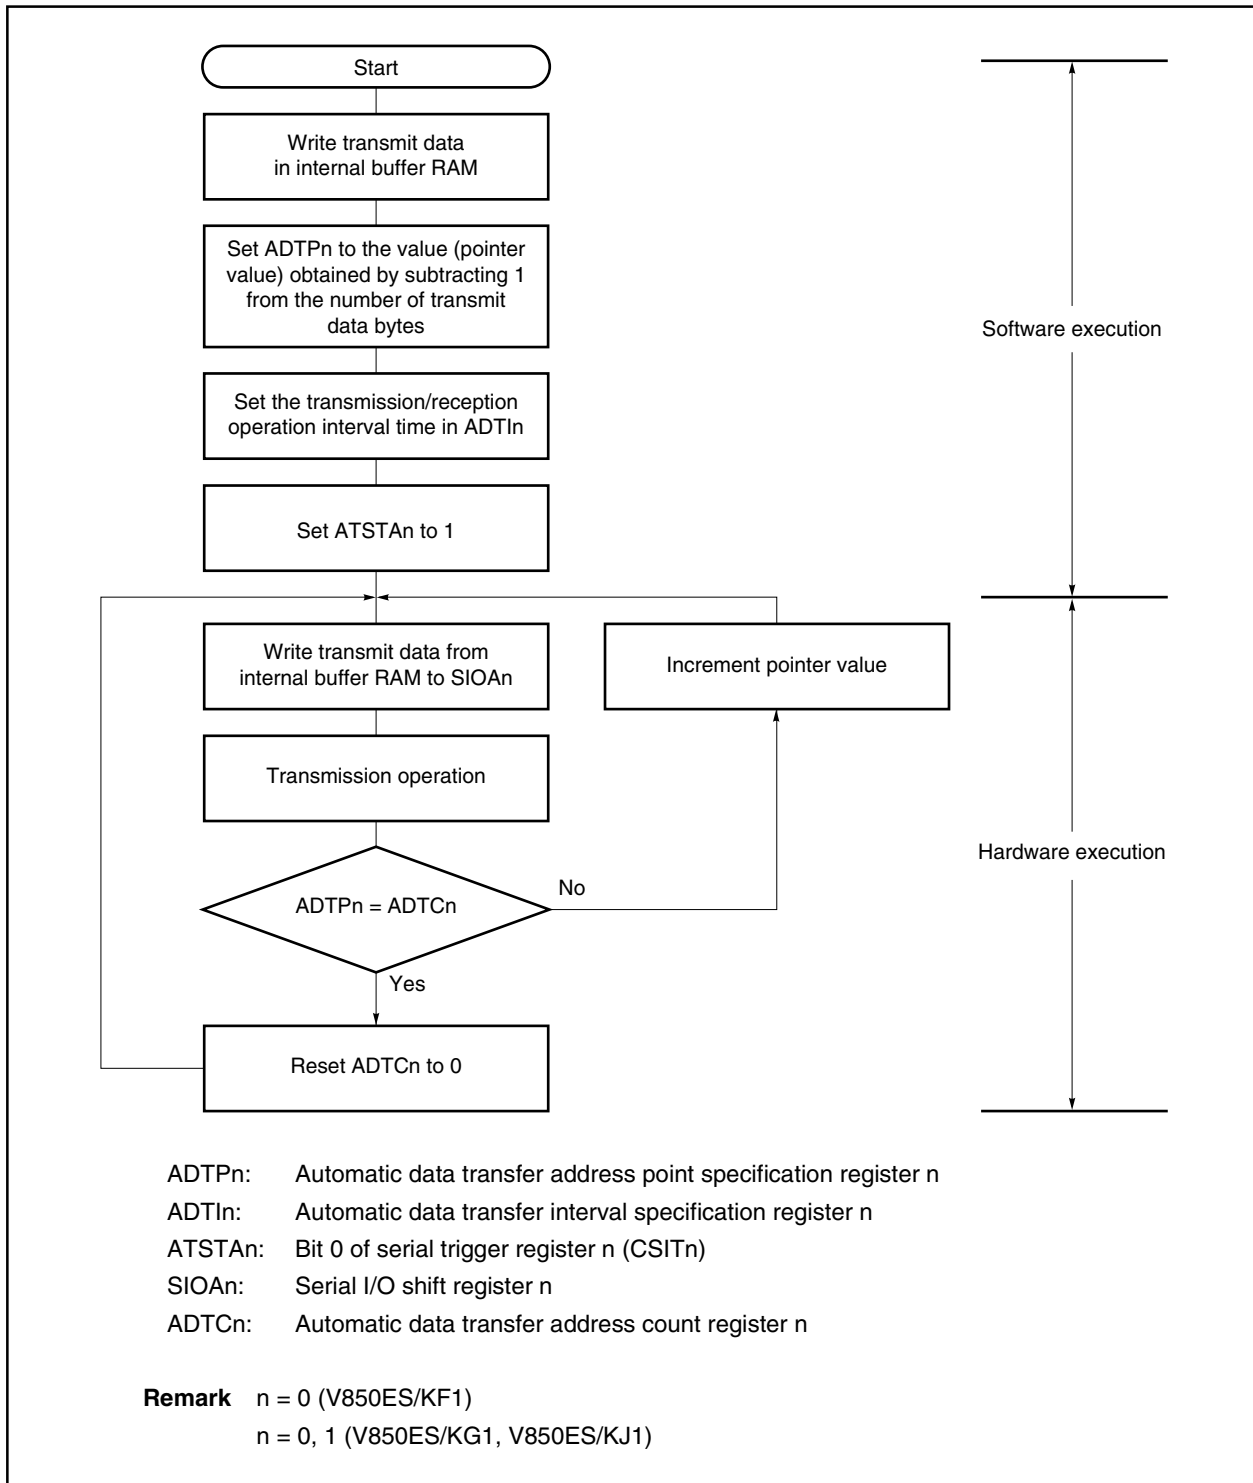 Start
Write transmit data
in internal buffer RAM
Set ADTPn to the value (pointer
value) obtained by subtracting 1
from the number of transmit
data bytes
Software execution
Set the transmission/reception
operation interval time in ADTIn
Set ATSTAn to 1
Write transmit data from
internal buffer RAM to SIOAn
Increment pointer value
Transmission operation
Hardware execution
ADTPn = ADTCn
No
Yes
Reset ADTCn to 0
ADTPn: Automatic data transfer address point specification register n
ADTIn: Automatic data transfer interval specification register n
ATSTAn: Bit 0 of serial trigger register n (CSITn)
SIOAn: Serial I/O shift register n
ADTCn: Automatic data transfer address count register n
Remark n = 0 (V850ES/KF1)
n = 0, 1 (V850ES/KG1, V850ES/KJ1)